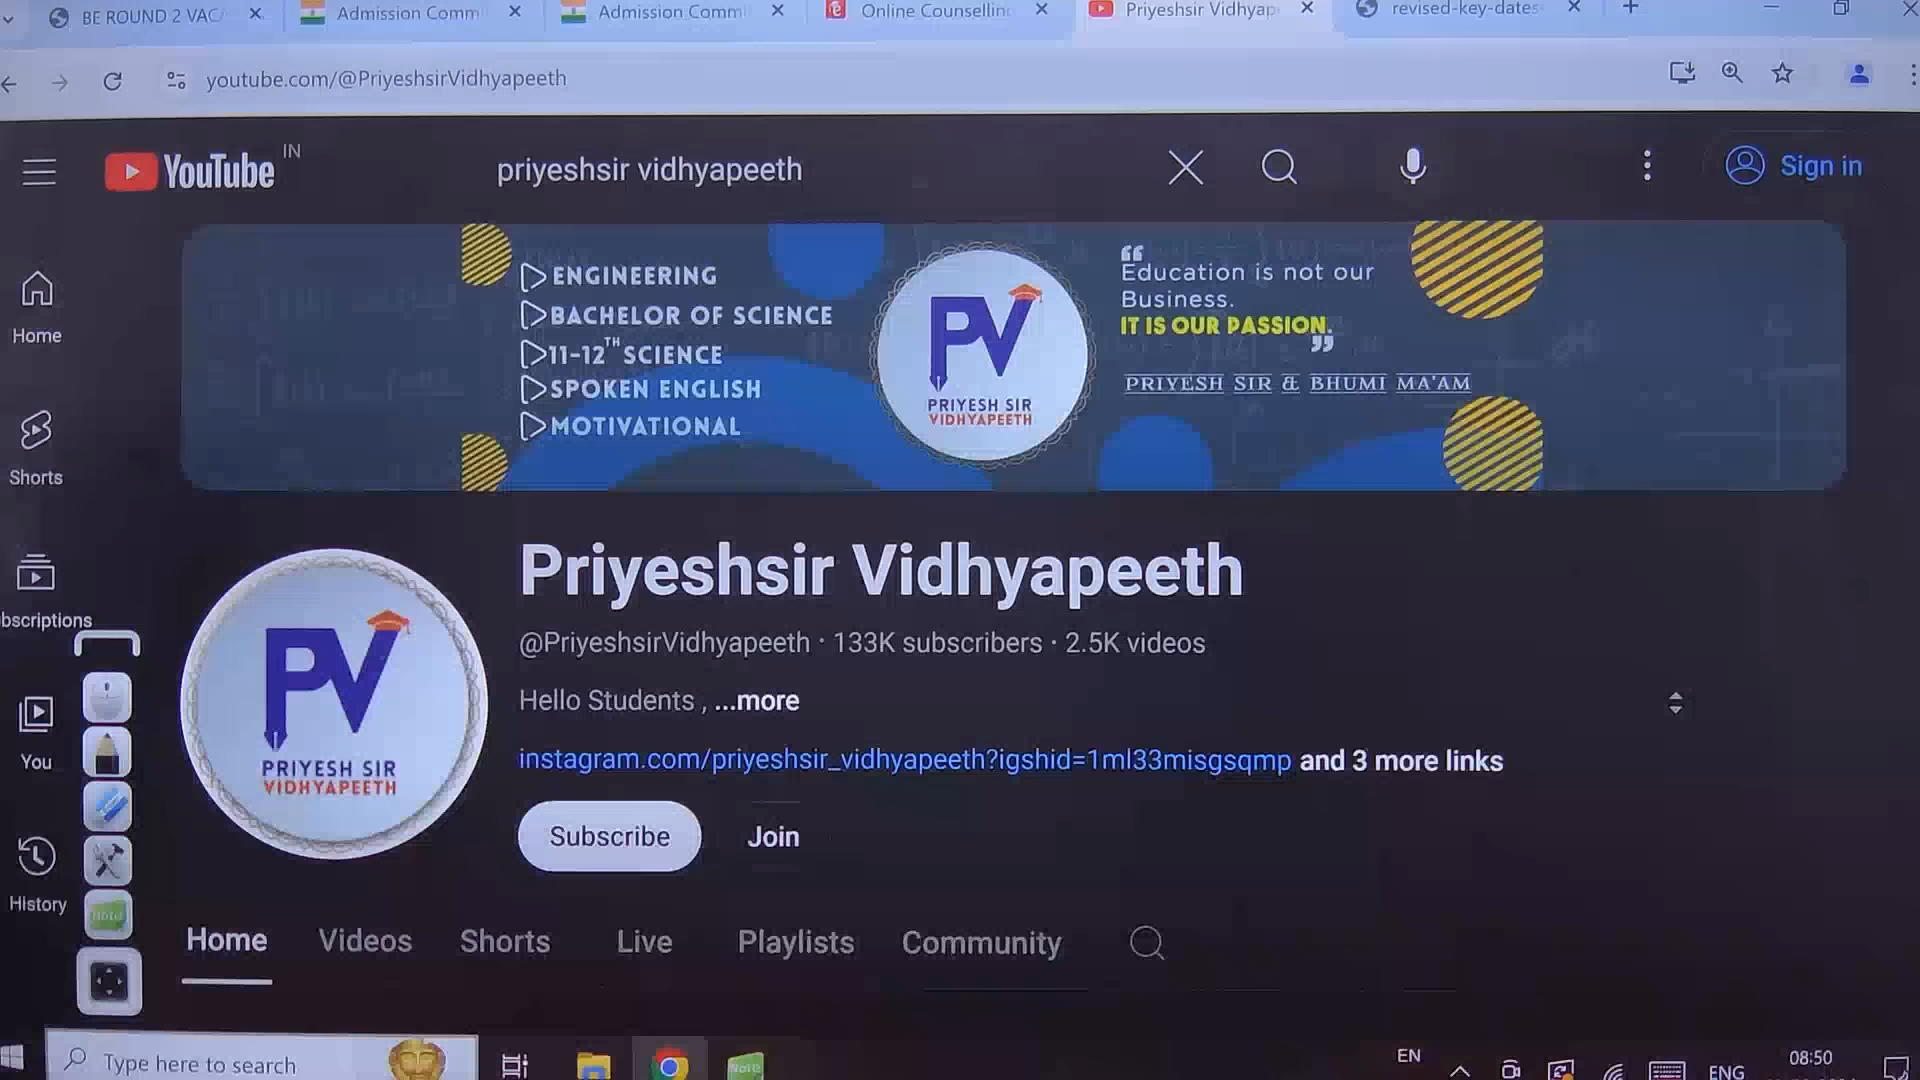 BE ROUND 2 VAC
Admission Commi
Admission Commi
Online Counselling
Priyeshsir Vidhyap
revised-key-dates
youtube.com/@PriyeshsirVidhyapeeth
YouTube IN
priyeshsir vidhyapeeth
Sign in
ENGINEERING
BACHELOR OF SCIENCE
11-12TH SCIENCE
SPOKEN ENGLISH
MOTIVATIONAL
PV
PRIYESH SIR
VIDHYAPEETH
“Education is not our
Business.
IT IS OUR PASSION.”
PRIYESH SIR & BHUMI MA'AM
Home
Shorts
bscriptions
You
History
PV
PRIYESH SIR
VIDHYAPEETH
Priyeshsir Vidhyapeeth
@PriyeshsirVidhyapeeth · 133K subscribers · 2.5K videos
Hello Students , ...more
instagram.com/priyeshsir_vidhyapeeth?igshid=1ml33misgsqmp and 3 more links
Subscribe Join
Note
Home Videos Shorts Live Playlists Community
Type here to search
Note
EN
ENG
08:50